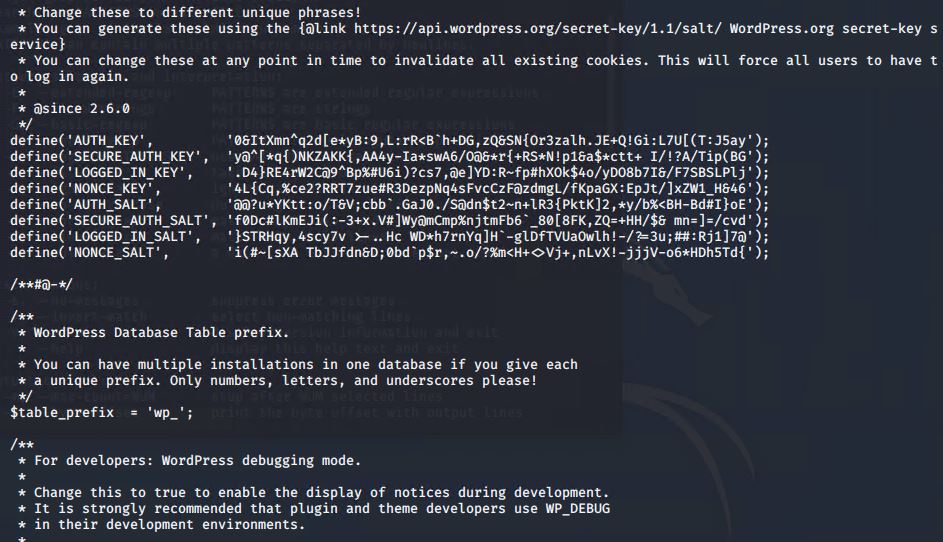 * Change these to different unique phrases!
 * You can generate these using the {@link https://api.wordpress.org/secret-key/1.1/salt/ WordPress.org secret-key s
ervice}
 * You can change these at any point in time to invalidate all existing cookies. This will force all users to have t
o log in again.
 *
 * @since 2.6.0
 */
define('AUTH_KEY',         '0&ItXmn^q2d[e*yB:9,L:rR<B`h+DG,zQ&SN{Or3zalh.JE+Q!Gi:L7U[(T:J5ay');
define('SECURE_AUTH_KEY',  'y@^[*q{)NKZAKK{,AA4y-Ia*swA6/O@&*r{+RS*N!p1&a$*ctt+ I/!?A/Tip(BG');
define('LOGGED_IN_KEY',    '.D4}RE4rW2C@9^Bp%#U6i)?cs7,@e]YD:R~fp#hXOk$4o/yDO8b7I&/F7SBSLPlj');
define('NONCE_KEY',        '4L{Cq,%ce2?RRT7zue#R3DezpNq4sFvcCzF@zdmgL/fKpaGX:EpJt/]xZW1_H&46');
define('AUTH_SALT',        '@@?u*YKtt:o/T&V;cbb`.GaJ0./S@dn$t2~n+lR3{PktK]2,*y/b%<BH-Bd#I}oE');
define('SECURE_AUTH_SALT', 'f0Dc#lKmEJi(:-3+x.V#]Wy@mCmp%njtmFb6`_80[8FK,ZQ=+HH/$& mn=]=/cvd');
define('LOGGED_IN_SALT',   '}STRHqy,4scy7v >-..Hc WD*h7rnYq]H`-glDfTVUaOwlh!-/?=3u;##:Rj1]7@');
define('NONCE_SALT',       'i(#~[sXA TbJJfdn&D;0bd`p$r,~.o/?%m<H+<>Vj+,nLvX!-jjjV-o6*HDh5Td{');

/**#@-*/

/**
 * WordPress Database Table prefix.
 *
 * You can have multiple installations in one database if you give each
 * a unique prefix. Only numbers, letters, and underscores please!
 */
$table_prefix  = 'wp_';

/**
 * For developers: WordPress debugging mode.
 *
 * Change this to true to enable the display of notices during development.
 * It is strongly recommended that plugin and theme developers use WP_DEBUG
 * in their development environments.
 *